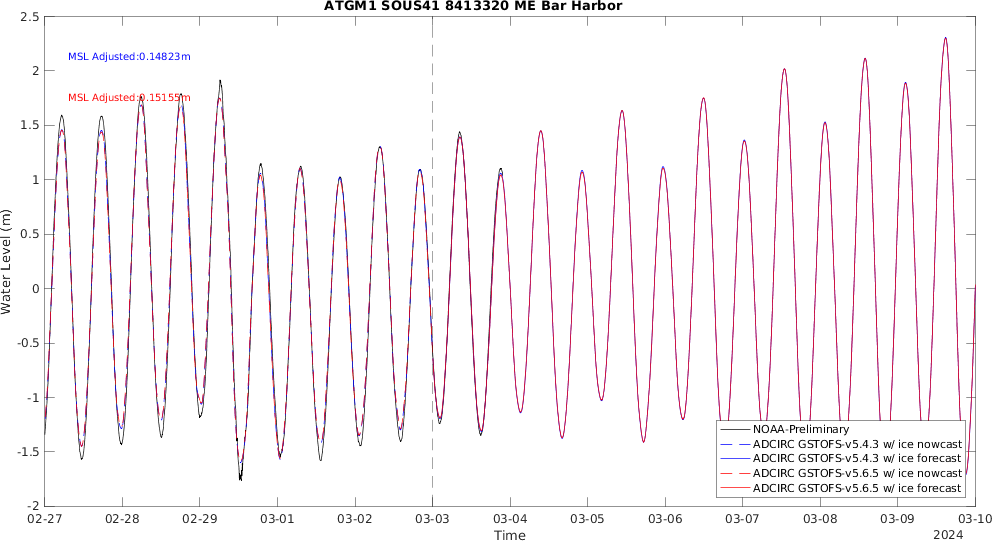 ATGM1 SOUS41 8413320 ME Bar Harbor
2.5
2
1.5
1
0.5
0
-0.5
-1
-1.5
-2
Water Level (m)
MSL Adjusted:0.14823m
MSL Adjusted:0.15155m
NOAA-Preliminary
ADCIRC GSTOFS-v5.4.3 w/ ice nowcast
ADCIRC GSTOFS-v5.4.3 w/ ice forecast
ADCIRC GSTOFS-v5.6.5 w/ ice nowcast
ADCIRC GSTOFS-v5.6.5 w/ ice forecast
02-27 02-28 02-29 03-01 03-02 03-03 03-04 03-05 03-06 03-07 03-08 03-09 03-10
Time
2024